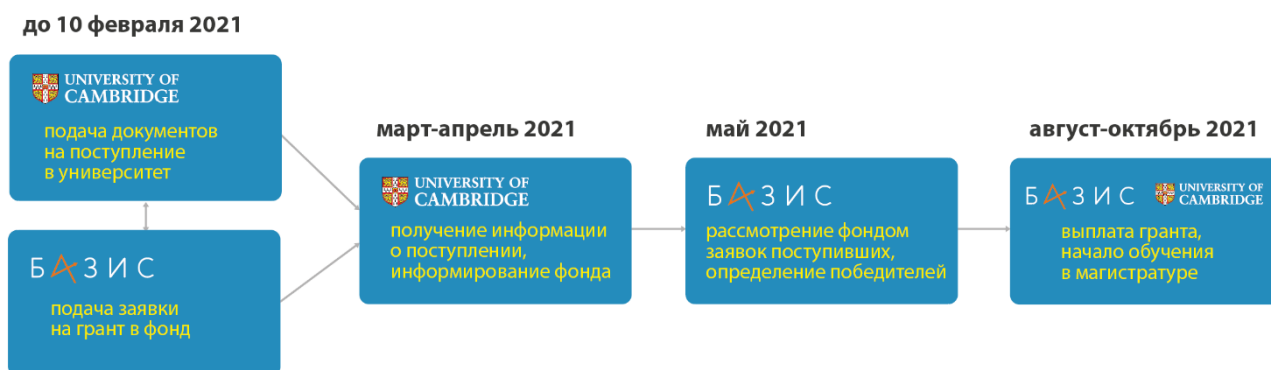 до 10 февраля 2021
UNIVERSITY OF
CAMBRIDGE
подача документов
на поступление
в университет
БАЗИС
подача заявки
на грант в фонд
март-апрель 2021
UNIVERSITY OF
CAMBRIDGE
получение информации
о поступлении,
информирование фонда
май 2021
БАЗИС
рассмотрение фондом
заявок поступивших,
определение победителей
август-октябрь 2021
БАЗИС
UNIVERSITY OF
CAMBRIDGE
выплата гранта,
начало обучения
в магистратуре